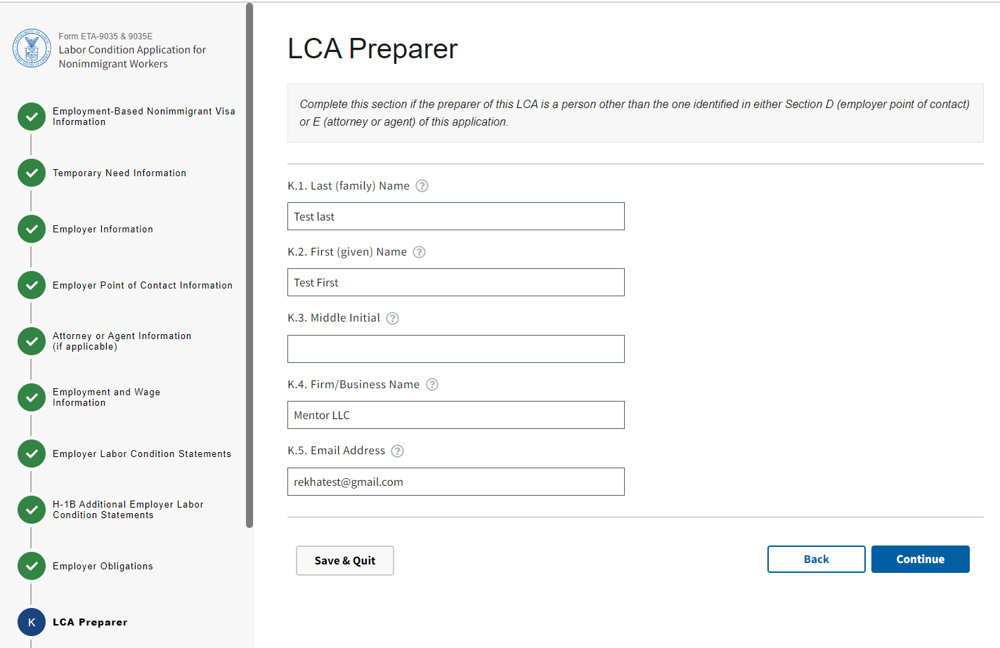 Form ETA-9035 & 9035E
Labor Condition Application for
Nonimmigrant Workers
Employment-Based Nonimmigrant Visa
Information
Temporary Need Information
Employer Information
Employer Point of Contact Information
Attorney or Agent Information
(if applicable)
Employment and Wage
Information
Employer Labor Condition Statements
H-1B Additional Employer Labor
Condition Statements
Employer Obligations
K
LCA Preparer
LCA Preparer
Complete this section if the preparer of this LCA is a person other than the one identified in either Section D (employer point of contact)
or E (attorney or agent) of this application.
K.1. Last (family) Name ?
Test last
K.2. First (given) Name ?
Test First
K.3. Middle Initial ?
K.4. Firm/Business Name ?
Mentor LLC
K.5. Email Address ?
rekhatest@gmail.com
Save & Quit
Back
Continue